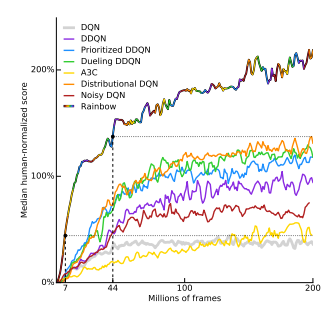 DQN
DDQN
Prioritized DDQN
Dueling DDQN
A3C
Distributional DQN
Noisy DQN
Rainbow
200%
100%
0%
Median human-normalized score
7 44 100 200
Millions of frames